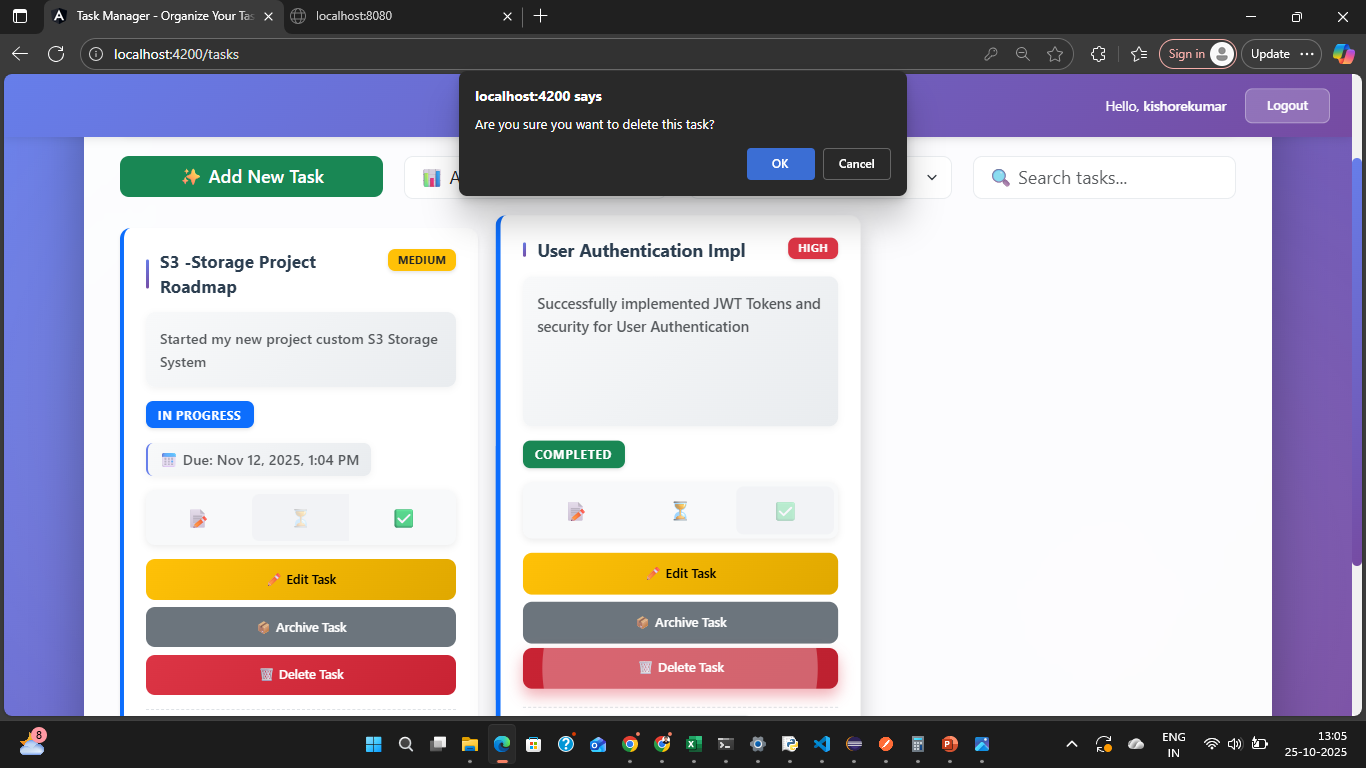 Task Manager - Organize Your Tas
localhost:8080
localhost:4200/tasks
Sign in
Update
localhost:4200 says
Are you sure you want to delete this task?
OK
Cancel
Hello, kishorekumar
Logout
Add New Task
Search tasks...
S3 -Storage Project
Roadmap
MEDIUM
Started my new project custom S3 Storage
System
IN PROGRESS
Due: Nov 12, 2025, 1:04 PM
Edit Task
Archive Task
Delete Task
User Authentication Impl
HIGH
Successfully implemented JWT Tokens and
security for User Authentication
COMPLETED
Edit Task
Archive Task
Delete Task
8
ENG
IN
13:05
25-10-2025